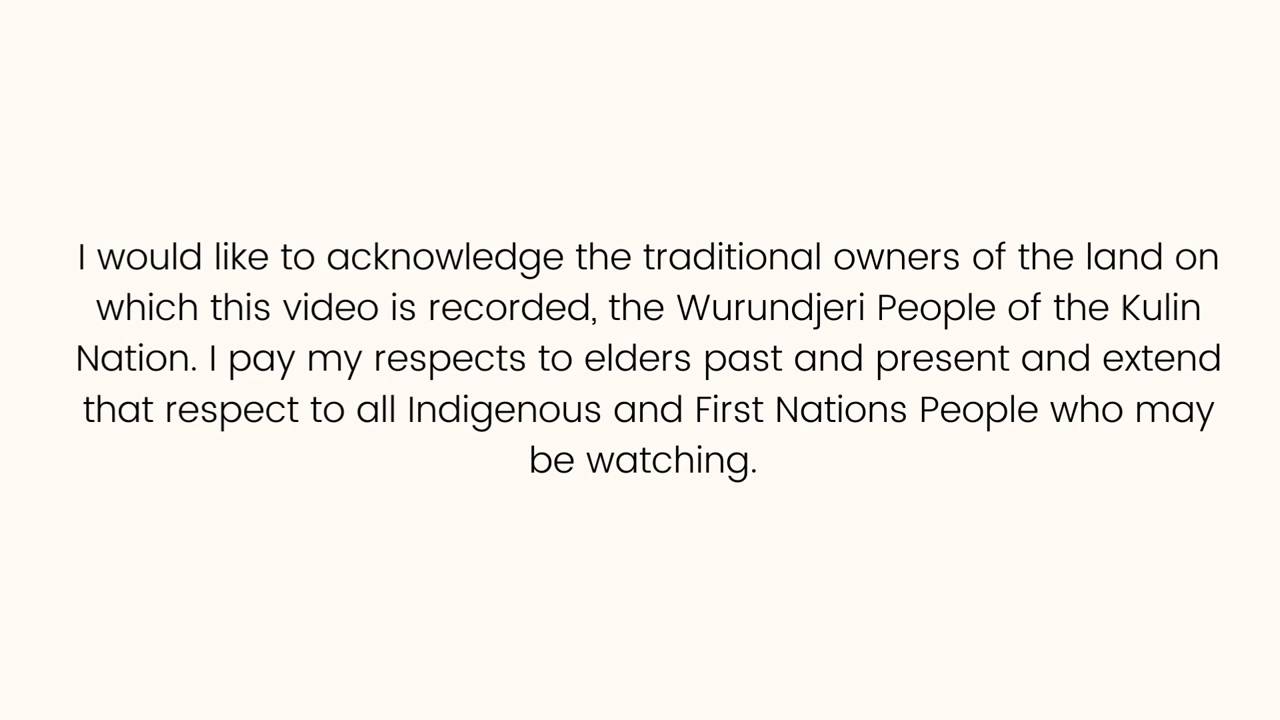 I would like to acknowledge the traditional owners of the land on
which this video is recorded, the Wurundjeri People of the Kulin
Nation. I pay my respects to elders past and present and extend
that respect to all Indigenous and First Nations People who may
be watching.